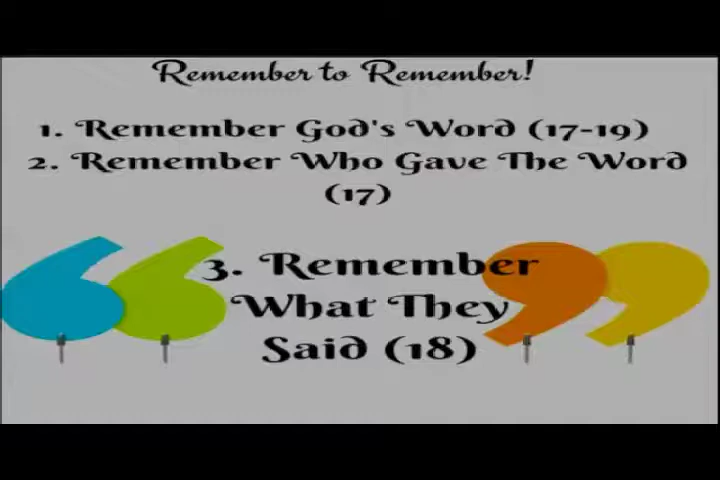 Remember to Remember!
1. Remember God's Word (17-19)
2. Remember Who Gave The Word
(17)
3. Remember
What They
Said (18)